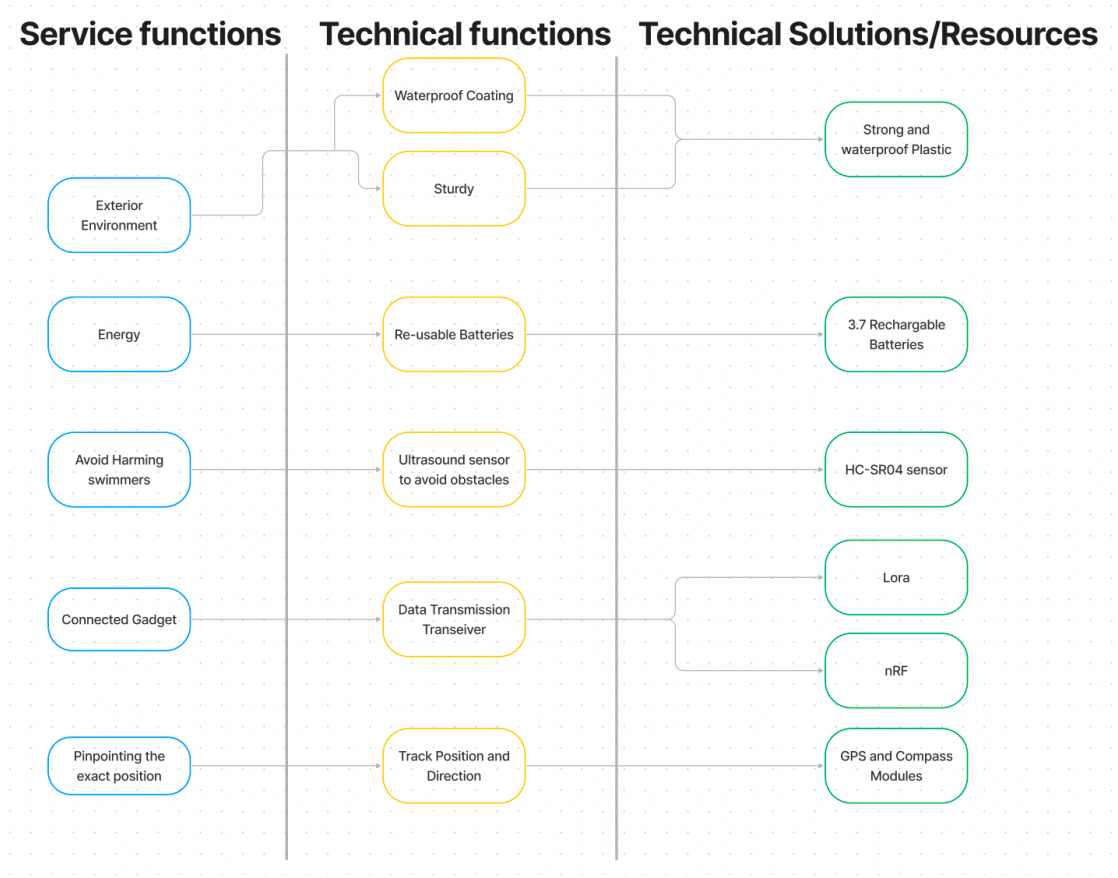 Service functions
Technical functions
Technical Solutions/Resources
Exterior
Environment
Waterproof Coating
Sturdy
Strong and
waterproof Plastic
Energy
Re-usable Batteries
3.7 Rechargable
Batteries
Avoid Harming
swimmers
Ultrasound sensor
to avoid obstacles
HC-SR04 sensor
Connected Gadget
Data Transmission
Transeiver
Lora
nRF
Pinpointing the
exact position
Track Position and
Direction
GPS and Compass
Modules